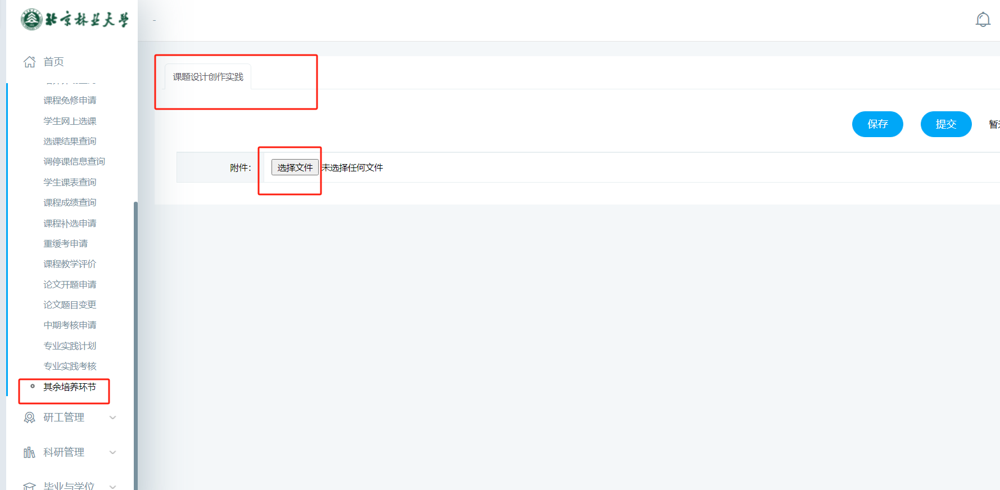 北京林业大学
-
首页
课程免修申请
学生网上选课
选课结果查询
调停课信息查询
学生课表查询
课程成绩查询
课程补选申请
重缓考申请
课程教学评价
论文开题申请
论文题目变更
中期考核申请
专业实践计划
专业实践考核
其余培养环节
研工管理
科研管理
毕业与学位
课题设计创作实践
保存
提交
暂
附件：
选择文件 未选择任何文件